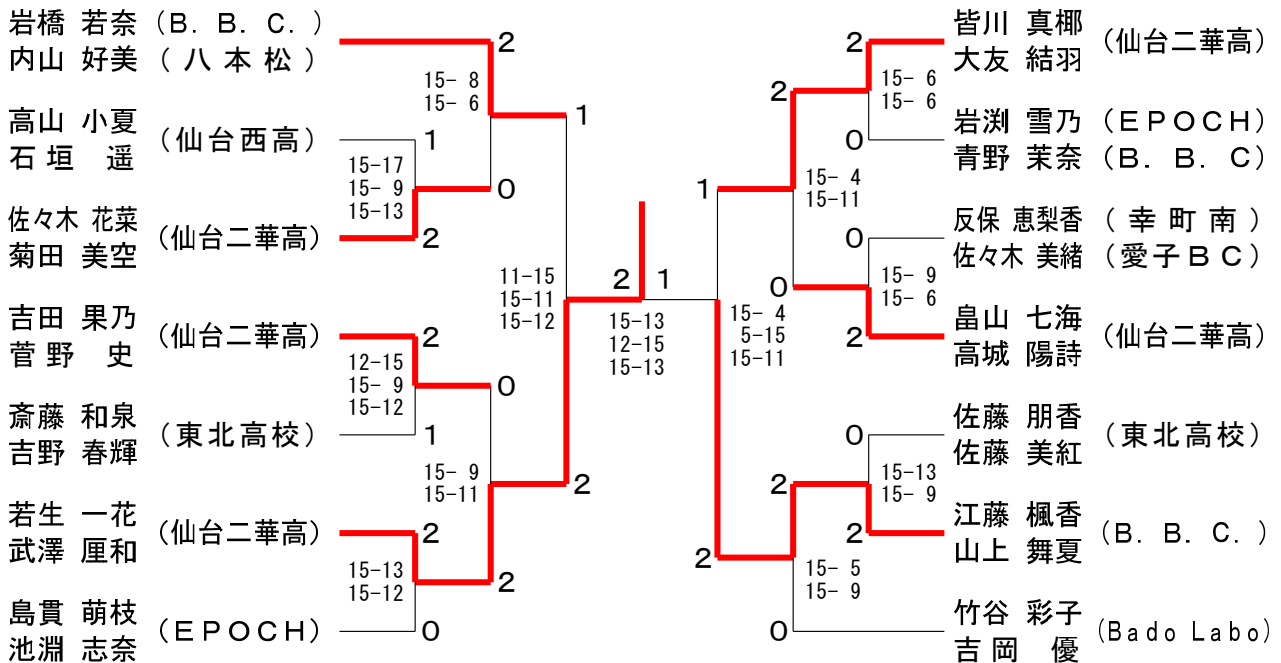 岩橋 若奈 (B. B. C. )
内山 好美 ( 八 本 松 )
2
15- 8
15- 6
1
高山 小夏
石垣 遥
(仙台西高)
1
15-17
15- 9
15-13
0
佐々木 花菜
菊田 美空
(仙台二華高)
2
11-15
15-11
15-12
吉田 果乃
菅野 史
(仙台二華高)
2
12-15
15- 9
15-12
0
斎藤 和泉
吉野 春輝
(東北高校)
1
15- 9
15-11
2
若生 一花
武澤 厘和
(仙台二華高)
2
15-13
15-12
2
島貫 萌枝
池淵 志奈
(EPOCH)
0
2 1
15-13
12-15
15-13
皆川 真椰
大友 結羽
(仙台二華高)
2
15- 6
15- 6
2
岩渕 雪乃 (EPOCH)
青野 茉奈 (B. B. C)
0
15- 4
15-11
1
反保 恵梨香 ( 幸 町 南 )
佐々木 美緒 (愛子BC)
0
15- 9
15- 6
0
畠山 七海
高城 陽詩
(仙台二華高)
2
15- 4
5-15
15-11
佐藤 朋香
佐藤 美紅
(東北高校)
0
15-13
15- 9
2
江藤 楓香
山上 舞夏
(B. B. C. )
2
2
15- 5
15- 9
竹谷 彩子
吉岡 優
(Bado Labo)
0